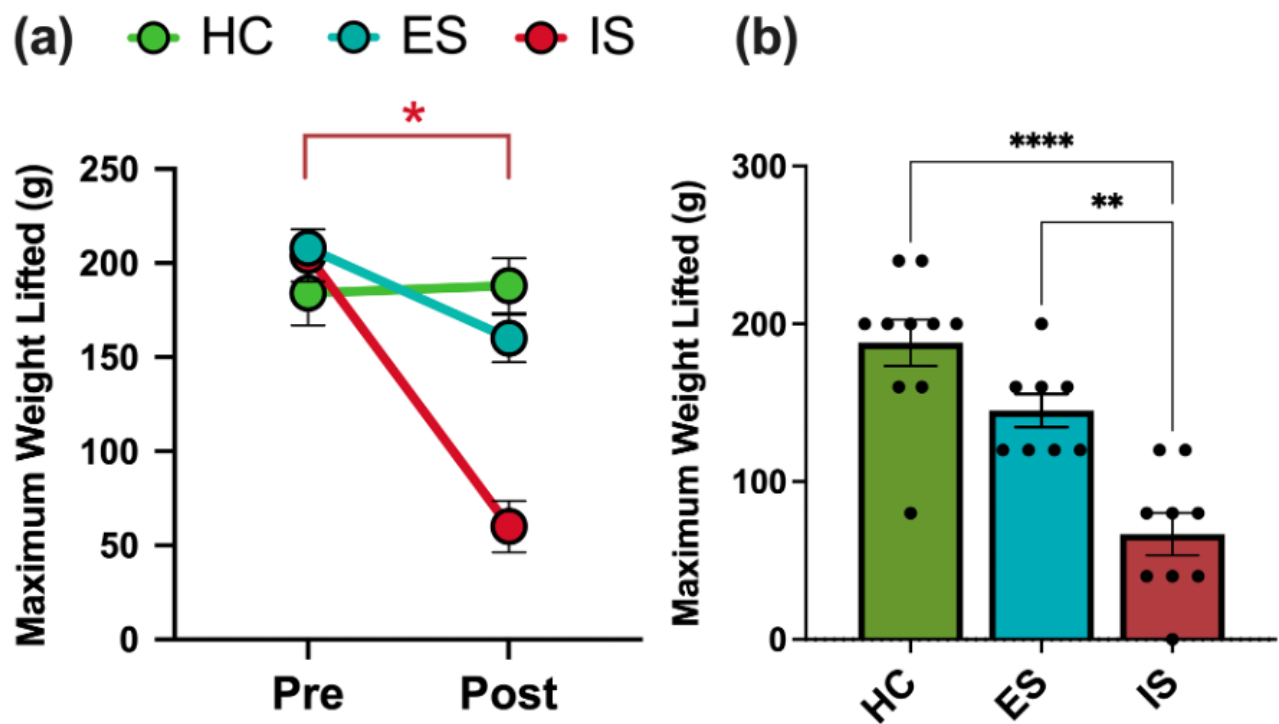 (a) HC ES IS
*
Maximum Weight Lifted (g)
250
200
150
100
50
0
Pre Post
(b)
****
**
Maximum Weight Lifted (g)
300
200
100
0
HC ES IS